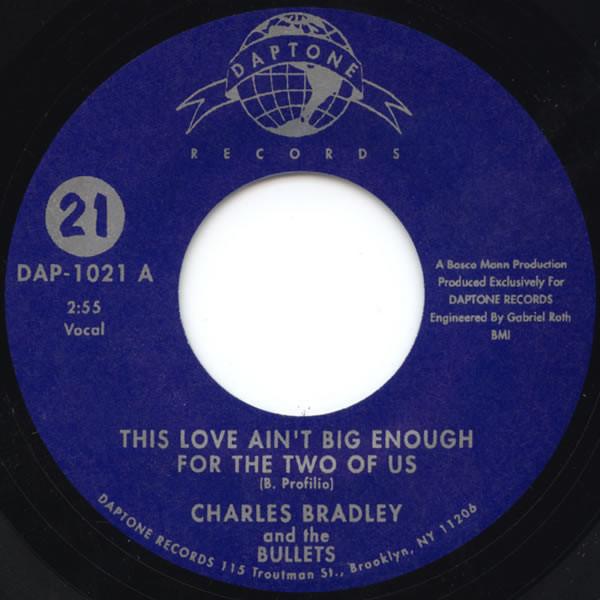 DAPTONE
RECORDS
21
DAP-1021 A
2:55
Vocal
A Bosco Mann Production
Produced Exclusively For
DAPTONE RECORDS
Engineered By Gabriel Roth
BMI
THIS LOVE AIN'T BIG ENOUGH
FOR THE TWO OF US
(B. Profilio)
CHARLES BRADLEY
and the
BULLETS
DAPTONE RECORDS 115 Troutman St., Brooklyn, NY 11206